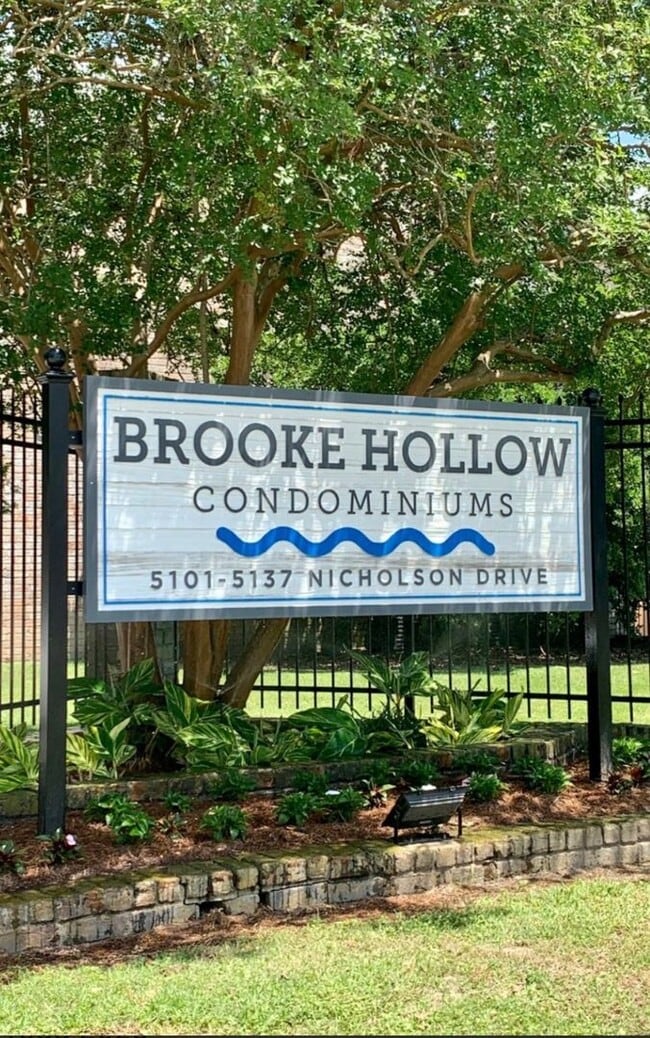 BROOKE HOLLOW
CONDOMINIUMS
5101-5137 NICHOLSON DRIVE